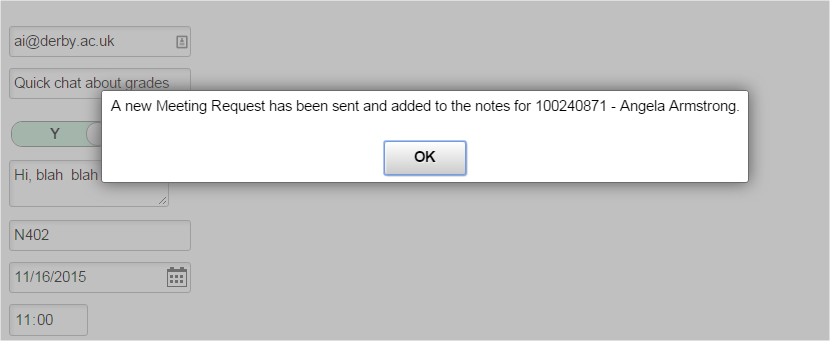 ai@derby.ac.uk
Quick chat about grades
A new Meeting Request has been sent and added to the notes for 100240871 - Angela Armstrong.
Y
OK
Hi, blah  blah
N402
11/16/2015
11:00